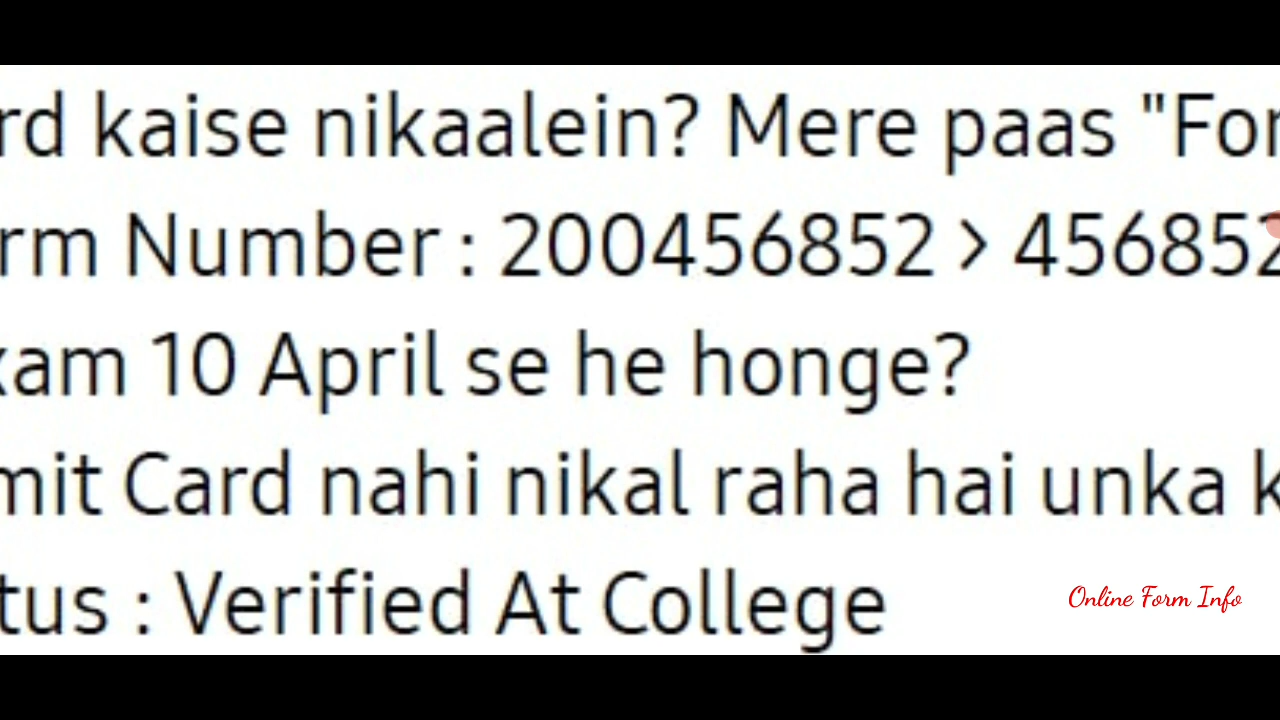 rd kaise nikaalein? Mere paas "For
rm Number : 200456852 > 456852
xam 10 April se he honge?
mit Card nahi nikal raha hai unka k
tus : Verified At College
Online Form Info